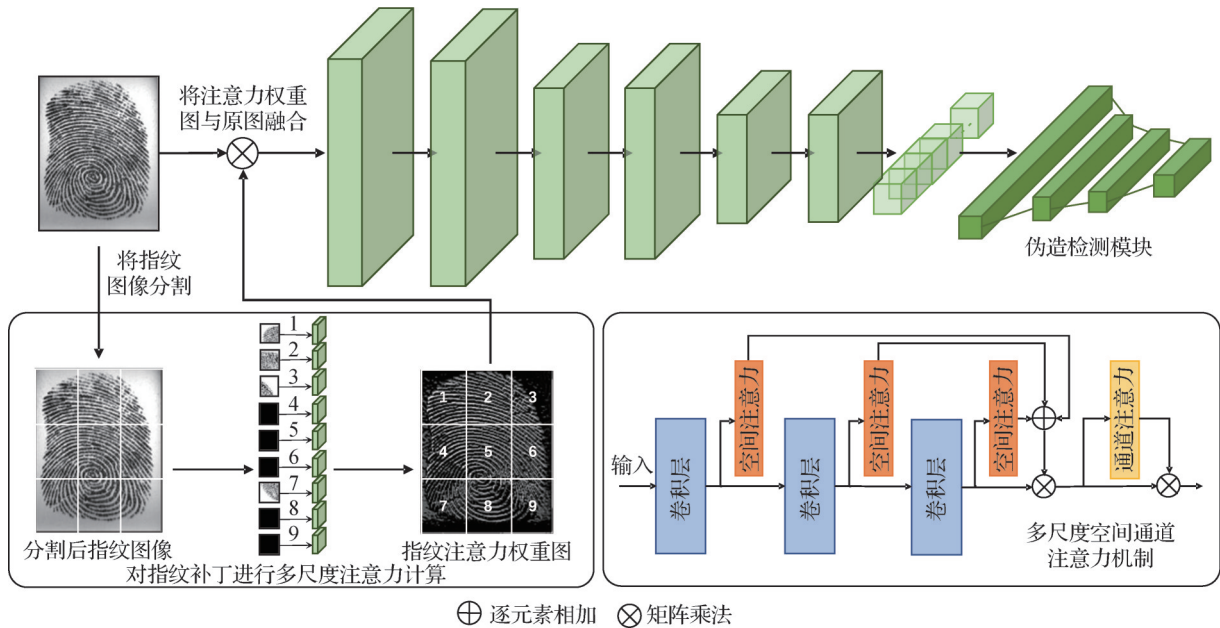 将注意力权重
图与原图融合
伪造检测模块
将指纹
图像分割
1
2
3
4
5
6
7
8
9
1 2 3
4 5 6
7 8 9
分割后指纹图像
指纹注意力权重图
对指纹补丁进行多尺度注意力计算
输入
卷积层
空间注意力
卷积层
空间注意力
卷积层
空间注意力
通道注意力
多尺度空间通道
注意力机制
逐元素相加 矩阵乘法